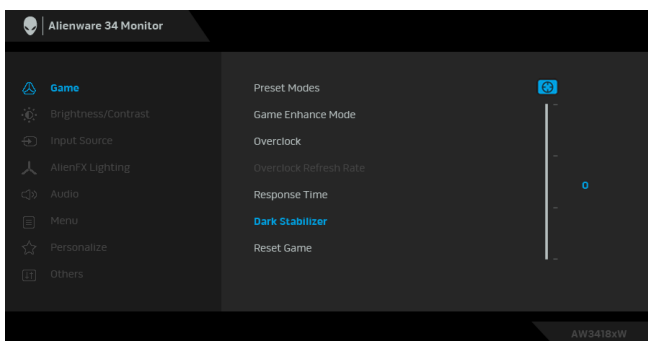 Alienware 34 Monitor
Game
Brightness/Contrast
Input Source
AlienFX Lighting
Audio
Menu
Personalize
Others
Preset Modes
Game Enhance Mode
Overclock
Overclock Refresh Rate
Response Time
Dark Stabilizer
Reset Game
0
AW3418xW